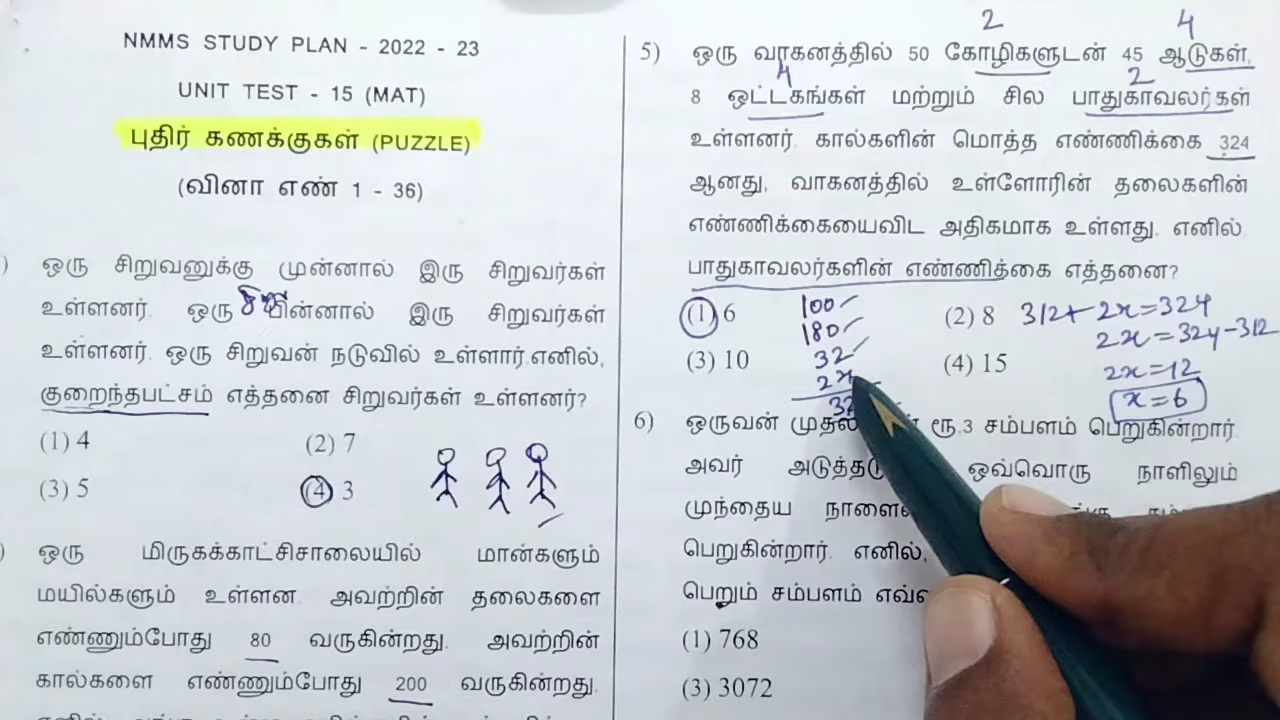 NMMS STUDY PLAN - 2022 - 23
UNIT TEST - 15 (MAT)
புதிர் கணக்குகள் (PUZZLE)
(வினா எண் 1 - 36)
) ஒரு சிறுவனுக்கு முன்னால் இரு சிறுவர்கள்
உள்ளனர். ஒரு பின்னால் இரு சிறுவர்கள்
உள்ளனர். ஒரு சிறுவன் நடுவில் உள்ளார்.எனில்,
குறைந்தபட்சம் எத்தனை சிறுவர்கள் உள்ளனர்?
(1) 4 (2) 7
(3) 5 (4) 3
) ஒரு மிருகக்காட்சிசாலையில் மான்களும்
மயில்களும் உள்ளன. அவற்றின் தலைகளை
எண்ணும்போது 80 வருகின்றது. அவற்றின்
கால்களை எண்ணும்போது 200 வருகின்றது.
2 4
5) ஒரு வாகனத்தில் 50 கோழிகளுடன் 45 ஆடுகள்,
4 2
8 ஒட்டகங்கள் மற்றும் சில பாதுகாவலர்கள்
உள்ளனர். கால்களின் மொத்த எண்ணிக்கை 324
ஆனது, வாகனத்தில் உள்ளோரின் தலைகளின்
எண்ணிக்கையைவிட அதிகமாக உள்ளது. எனில்,
பாதுகாவலர்களின் எண்ணிக்கை எத்தனை?
(1) 6 (2) 8
(3) 10 (4) 15
100
180
32
2x
32
312 + 2x = 324
2x = 324 - 312
2x = 12
x = 6
6) ஒருவன் ரூ.3 சம்பளம் பெறுகின்றார்.
அவர் ஒவ்வொரு நாளிலும்
முந்தைய
பெறுகின்றார். எனில்,
பெறும் சம்பளம்
(1) 768
(3) 3072